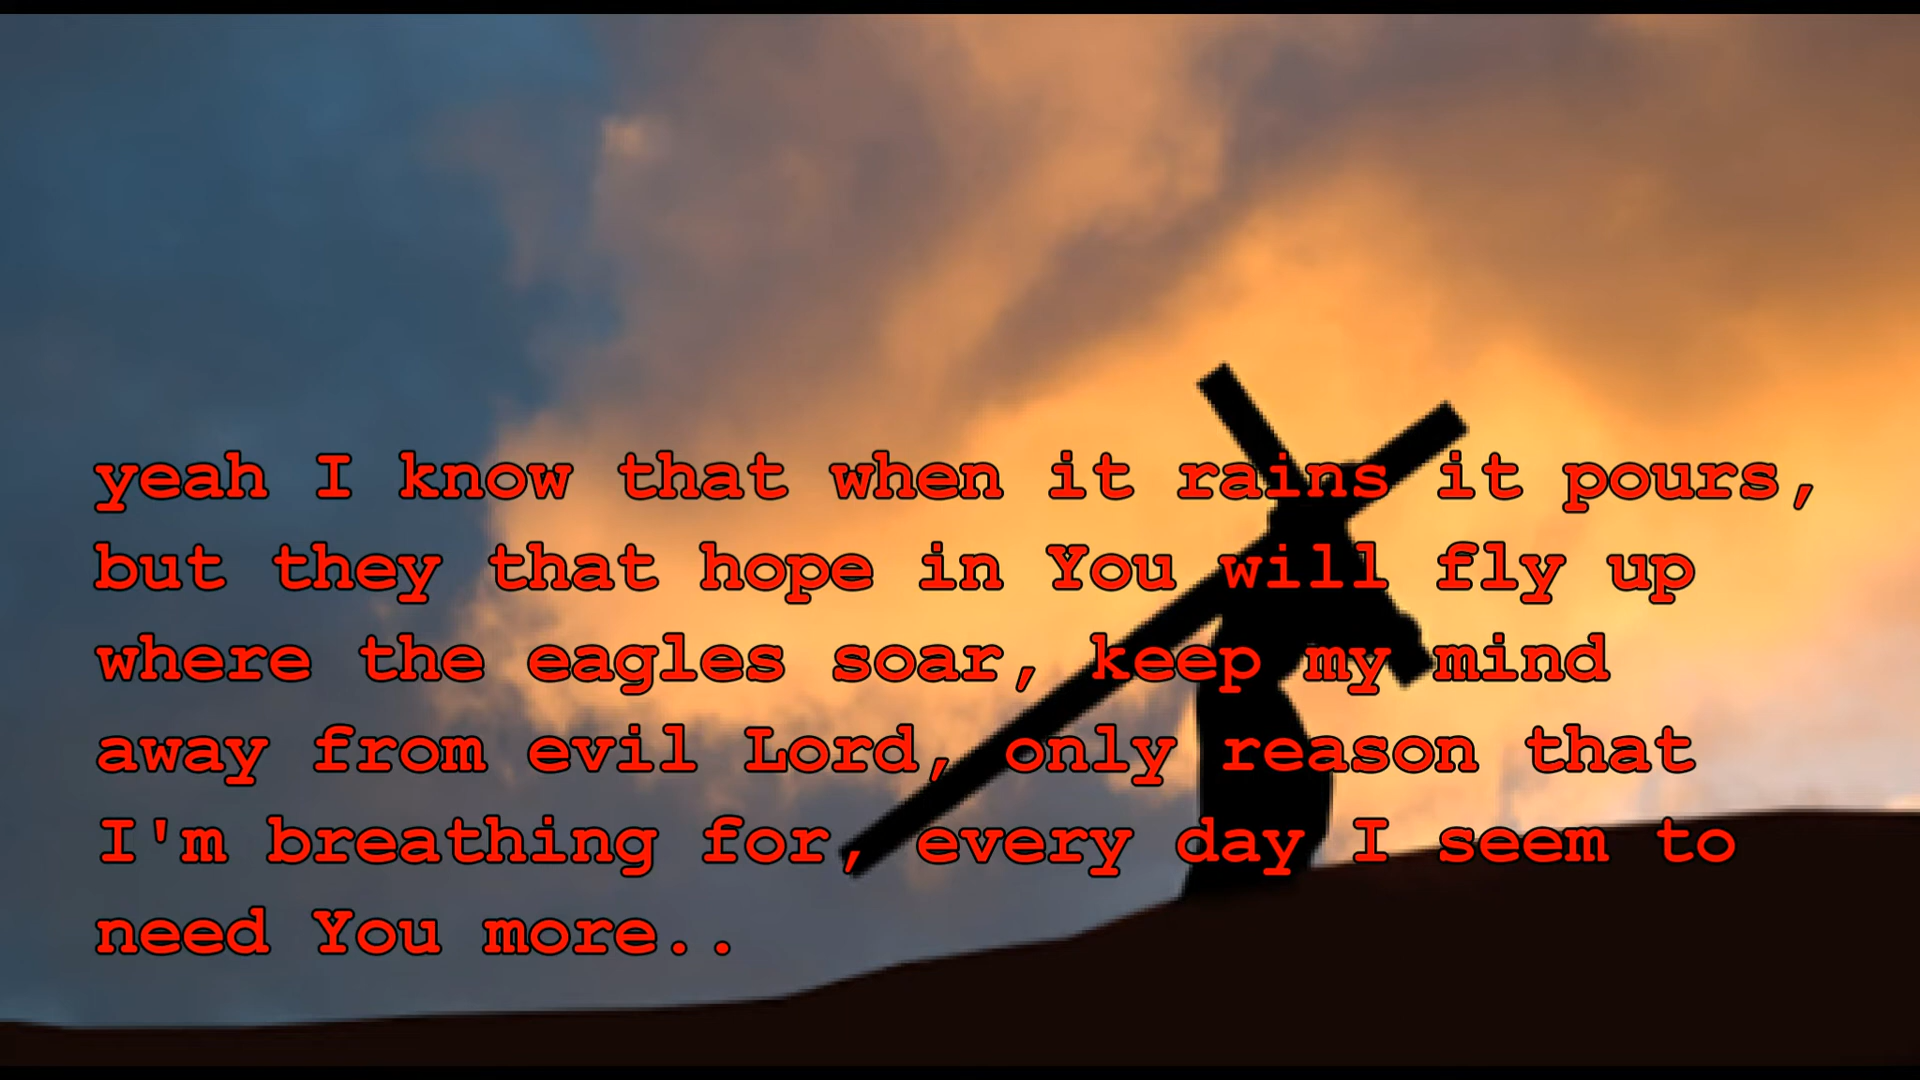 yeah I know that when it rains it pours,
but they that hope in You will fly up
where the eagles soar, keep my mind
away from evil Lord, only reason that
I'm breathing for, every day I seem to
need You more..